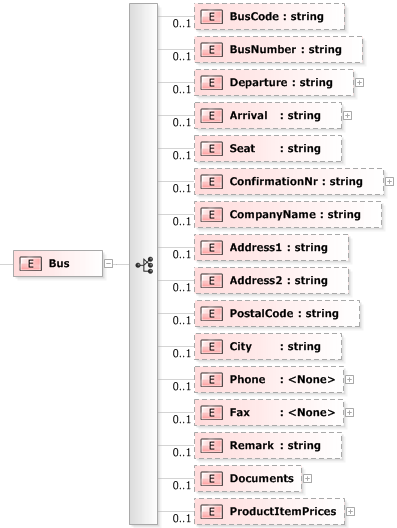 0..1 E BusCode : string
0..1 E BusNumber : string
0..1 E Departure : string
0..1 E Arrival : string
0..1 E Seat : string
0..1 E ConfirmationNr : string
0..1 E CompanyName : string
0..1 E Address1 : string
E Bus
0..1 E Address2 : string
0..1 E PostalCode : string
0..1 E City : string
0..1 E Phone : <None>
0..1 E Fax : <None>
0..1 E Remark : string
0..1 E Documents
0..1 E ProductItemPrices